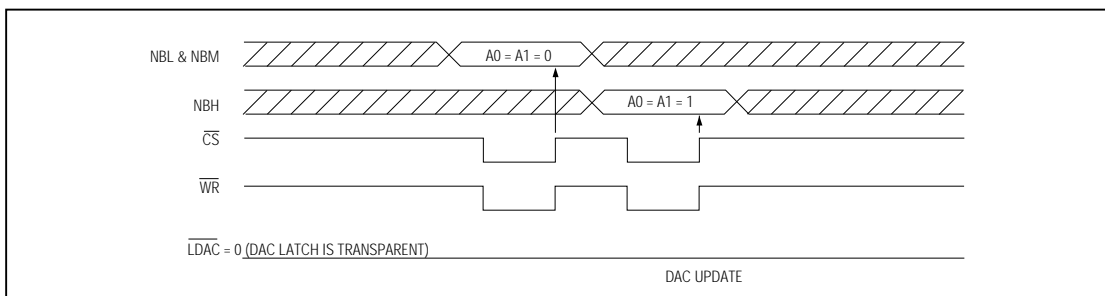 NBL & NBM
A0 = A1 = 0
NBH
A0 = A1 = 1
CS
WR
LDAC = 0 (DAC LATCH IS TRANSPARENT)
DAC UPDATE